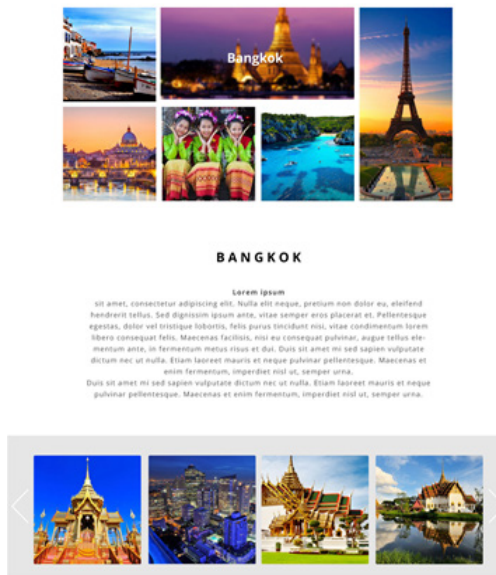 Bangkok
BANGKOK
Lorem ipsum
sit amet, consectetur adipiscing elit. Nulla elit neque, pretium non dolor eu, eleifend
hendrerit tellus. Sed dignissim ipsum ante, vitae semper eros placerat et. Pellentesque
egestas, dolor vel tristique lobortis, felis purus tincidunt nisi, vitae condimentum lorem
libero consequat felis. Maecenas facilisis, nisi eu consequat pulvinar, augue tellus ele-
mentum ante, in fermentum metus risus et dui. Duis sit amet mi sed sapien vulputate
dictum nec ut nulla. Etiam laoreet mauris et neque pulvinar pellentesque. Maecenas et
enim fermentum, imperdiet nisl ut, semper urna.
Duis sit amet mi sed sapien vulputate dictum nec ut nulla. Etiam laoreet mauris et neque
pulvinar pellentesque. Maecenas et enim fermentum, imperdiet nisl ut, semper urna.